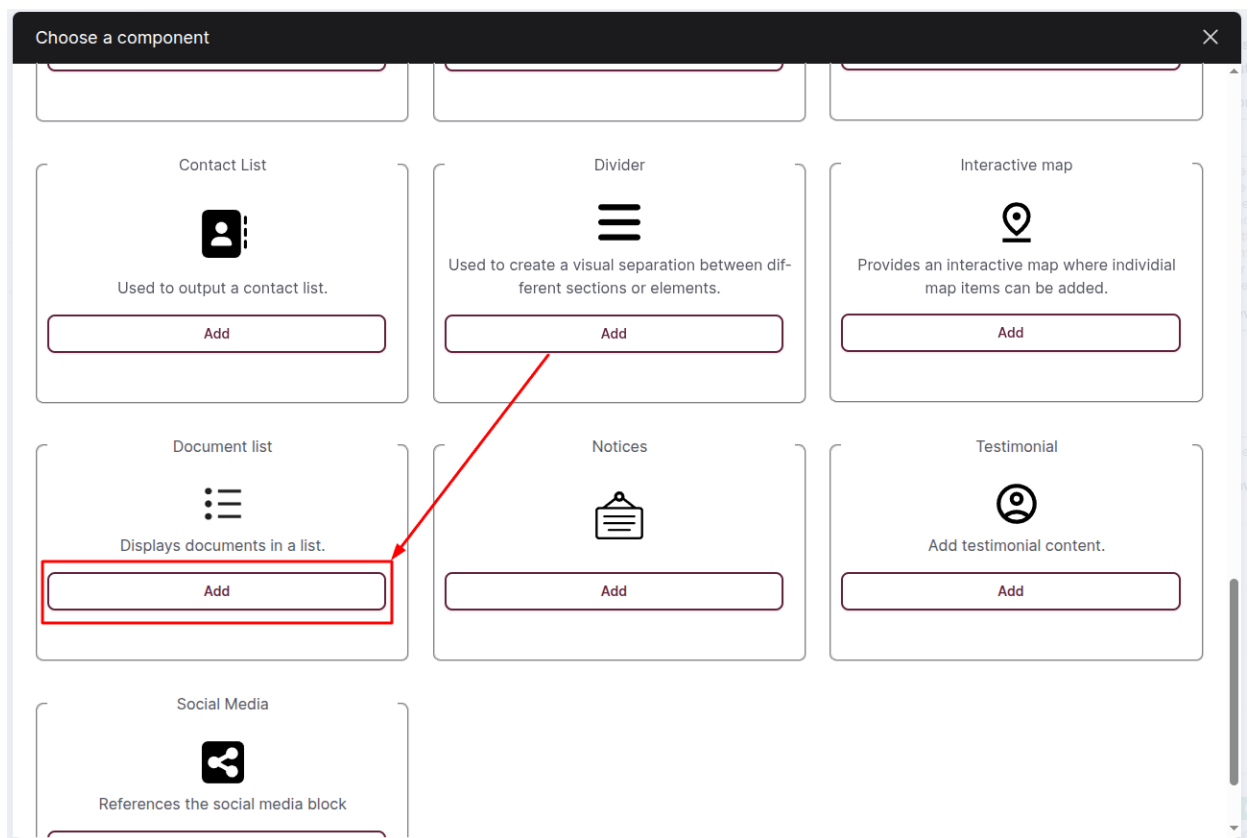 Choose a component
Contact List
Used to output a contact list.
Add
Divider
Used to create a visual separation between dif-
ferent sections or elements.
Add
Interactive map
Provides an interactive map where individial
map items can be added.
Add
Document list
Displays documents in a list.
Add
Notices
Add
Testimonial
Add testimonial content.
Add
Social Media
References the social media block